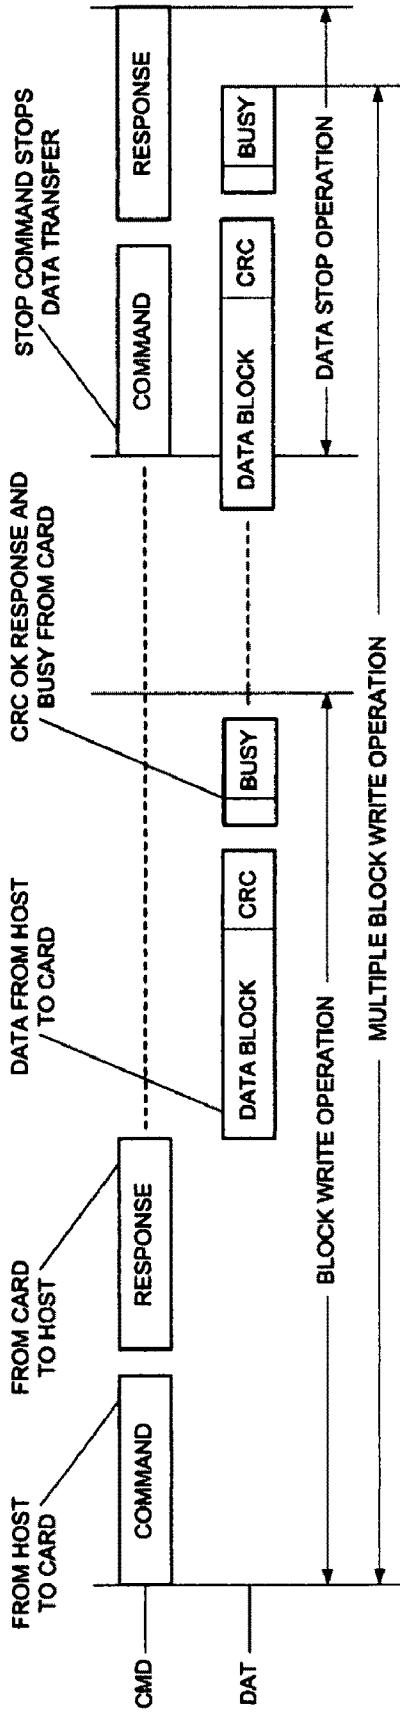 FROM HOST
TO CARD
FROM CARD
TO HOST
DATA FROM HOST
TO CARD
CRC OK RESPONSE AND
BUSY FROM CARD
STOP COMMAND STOPS
DATA TRANSFER
CMD
COMMAND
RESPONSE
COMMAND
RESPONSE
DAT
DATA BLOCK
CRC
BUSY
DATA BLOCK
CRC
BUSY
BLOCK WRITE OPERATION
DATA STOP OPERATION
MULTIPLE BLOCK WRITE OPERATION